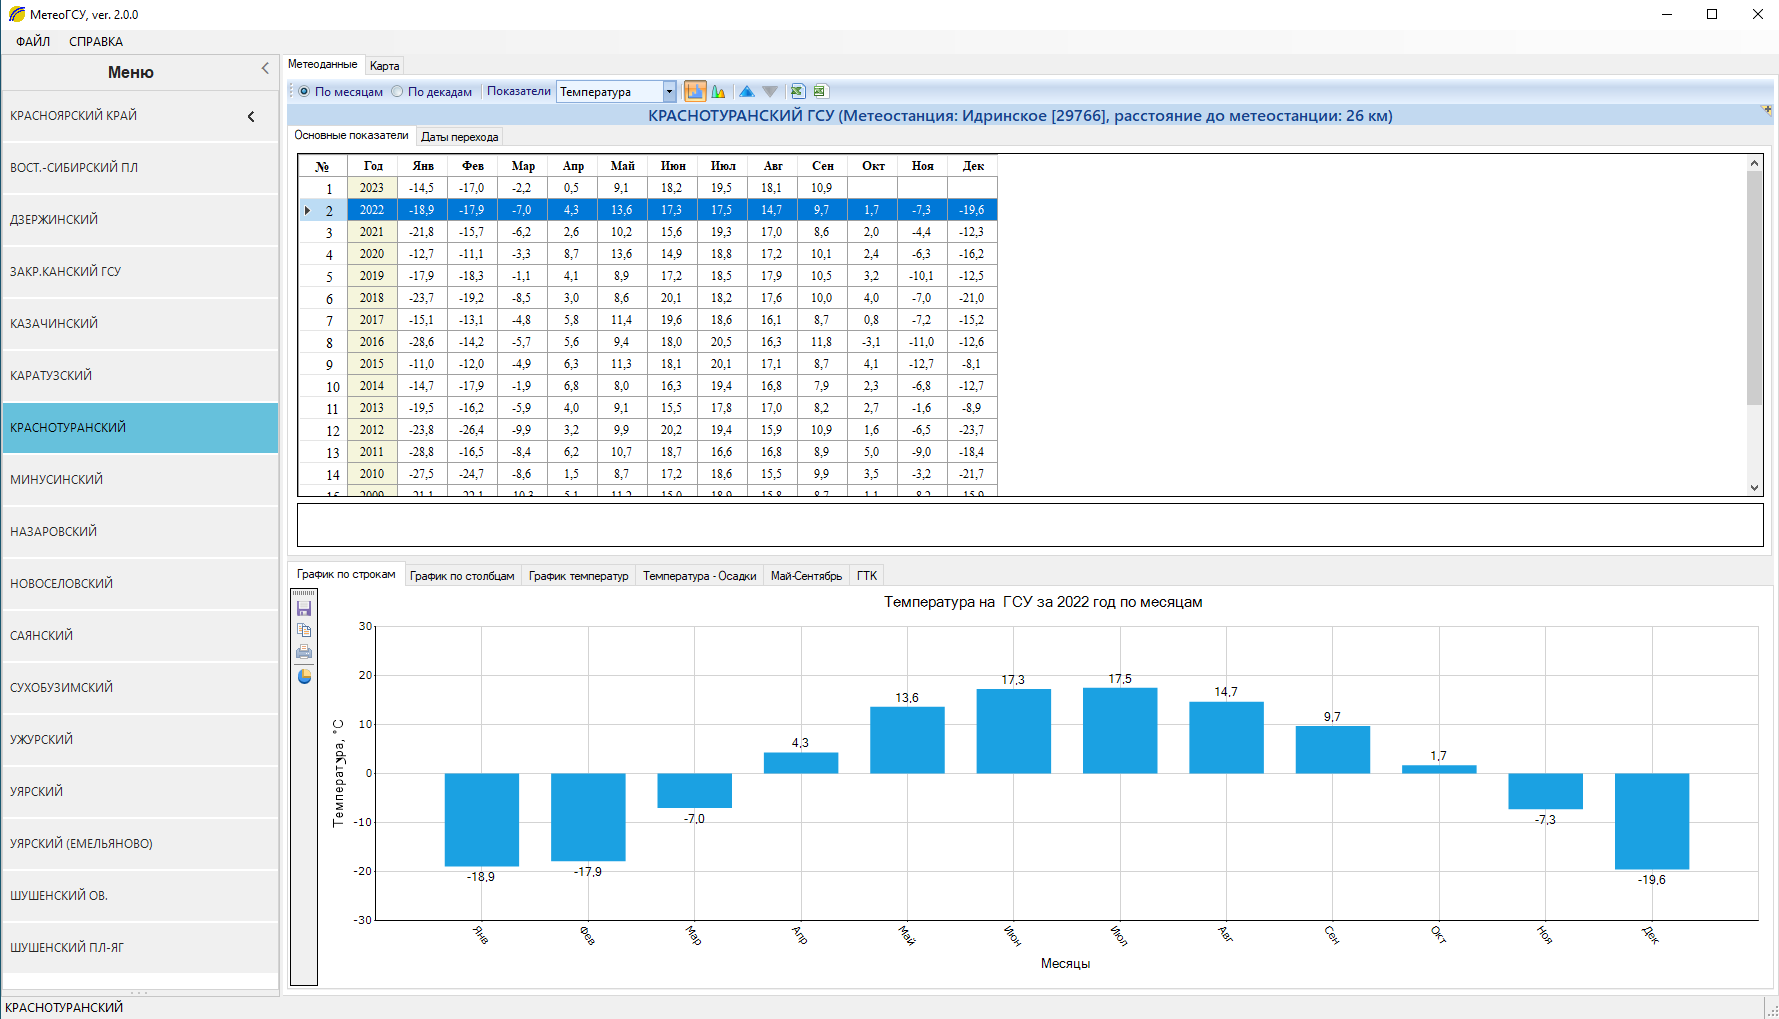 МетеоГСУ, ver. 2.0.0
ФАЙЛ СПРАВКА
Меню
КРАСНОЯРСКИЙ КРАЙ
ВОСТ.-СИБИРСКИЙ ПЛ
ДЗЕРЖИНСКИЙ
ЗАКР.КАНСКИЙ ГСУ
КАЗАЧИНСКИЙ
КАРАТУЗСКИЙ
КРАСНОТУРАНСКИЙ
МИНУСИНСКИЙ
НАЗАРОВСКИЙ
НОВОСЕЛОВСКИЙ
САЯНСКИЙ
СУХОБУЗИМСКИЙ
УЖУРСКИЙ
УЯРСКИЙ
УЯРСКИЙ (ЕМЕЛЬЯНОВО)
ШУШЕНСКИЙ ОВ.
ШУШЕНСКИЙ ПЛ-ЯГ
Метеоданные Карта
По месяцам По декадам Показатели Температура
КРАСНОТУРАНСКИЙ ГСУ (Метеостанция: Идринское [29766], расстояние до метеостанции: 26 км)
Основные показатели Даты перехода
№ Год Янв Фев Мар Апр Май Июн Июл Авг Сен Окт Ноя Дек
1 2023 -14,5 -17,0 -2,2 0,5 9,1 18,2 19,5 18,1 10,9
2 2022 -18,9 -17,9 -7,0 4,3 13,6 17,3 17,5 14,7 9,7 1,7 -7,3 -19,6
3 2021 -21,8 -15,7 -6,2 2,6 10,2 15,6 19,3 17,0 8,6 2,0 -4,4 -12,3
4 2020 -12,7 -11,1 -3,3 8,7 13,6 14,9 18,8 17,2 10,1 2,4 -6,3 -16,2
5 2019 -17,9 -18,3 -1,1 4,1 8,9 17,2 18,5 17,9 10,5 3,2 -10,1 -12,5
6 2018 -23,7 -19,2 -8,5 3,0 8,6 20,1 18,2 17,6 10,0 4,0 -7,0 -21,0
7 2017 -15,1 -13,1 -4,8 5,8 11,4 19,6 18,6 16,1 8,7 0,8 -7,2 -15,2
8 2016 -28,6 -14,2 -5,7 5,6 9,4 18,0 20,5 16,3 11,8 -3,1 -11,0 -12,6
9 2015 -11,0 -12,0 -4,9 6,3 11,3 18,1 20,1 17,1 8,7 4,1 -12,7 -8,1
10 2014 -14,7 -17,9 -1,9 6,8 8,0 16,3 19,4 16,8 7,9 2,3 -6,8 -12,7
11 2013 -19,5 -16,2 -5,9 4,0 9,1 15,5 17,8 17,0 8,2 2,7 -1,6 -8,9
12 2012 -23,8 -26,4 -9,9 3,2 9,9 20,2 19,4 15,9 10,9 1,6 -6,5 -23,7
13 2011 -28,8 -16,5 -8,4 6,2 10,7 18,7 16,6 16,8 8,9 5,0 -9,0 -18,4
14 2010 -27,5 -24,7 -8,6 1,5 8,7 17,2 18,6 15,5 9,9 3,5 -3,2 -21,7
График по строкам График по столбцам График температур Температура - Осадки Май-Сентябрь ГТК
Температура на ГСУ за 2022 год по месяцам
Температура, °C
30
20
10
0
-10
-20
-30
-18,9 -17,9 -7,0 4,3 13,6 17,3 17,5 14,7 9,7 1,7 -7,3 -19,6
Янв Фев Мар Апр Май Июн Июл Авг Сен Окт Ноя Дек
Месяцы
КРАСНОТУРАНСКИЙ